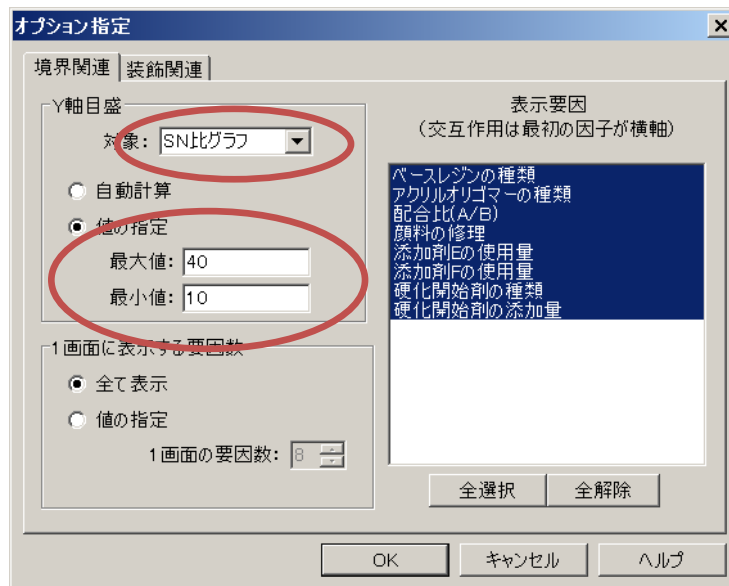 オプション指定
境界関連
装飾関連
Y軸目盛
対象: SN比グラフ
自動計算
値の指定
最大値: 40
最小値: 10
1画面に表示する要因数
全て表示
値の指定
1画面の要因数: 8
表示要因
(交互作用は最初の因子が横軸)
ベースレジンの種類
アクリルオリゴマーの種類
配合比(A/B)
顔料の修理
添加剤Eの使用量
添加剤Fの使用量
硬化開始剤の種類
硬化開始剤の添加量
全選択
全解除
OK
キャンセル
ヘルプ